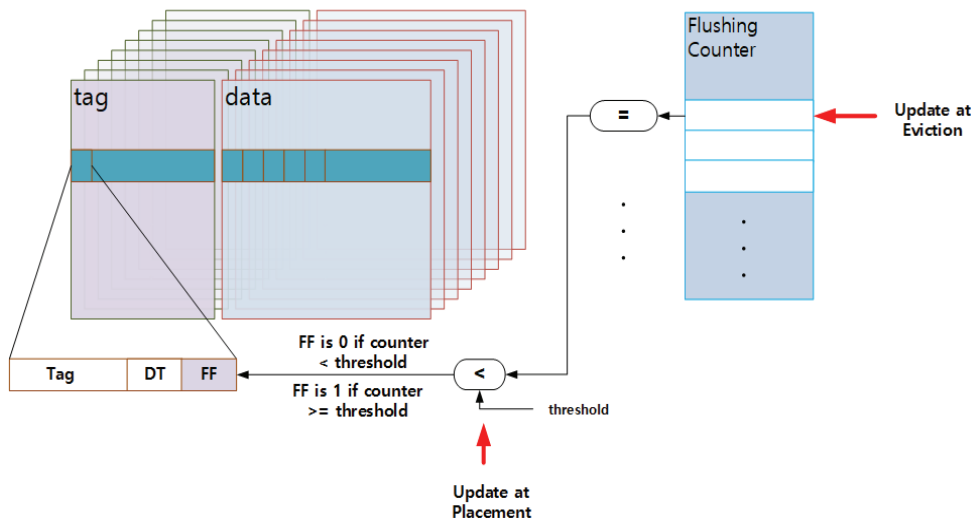 Flushing
Counter
tag
data
=
Update at
Eviction
FF is 0 if counter
< threshold
Tag
DT
FF
<
FF is 1 if counter
>= threshold
threshold
Update at
Placement